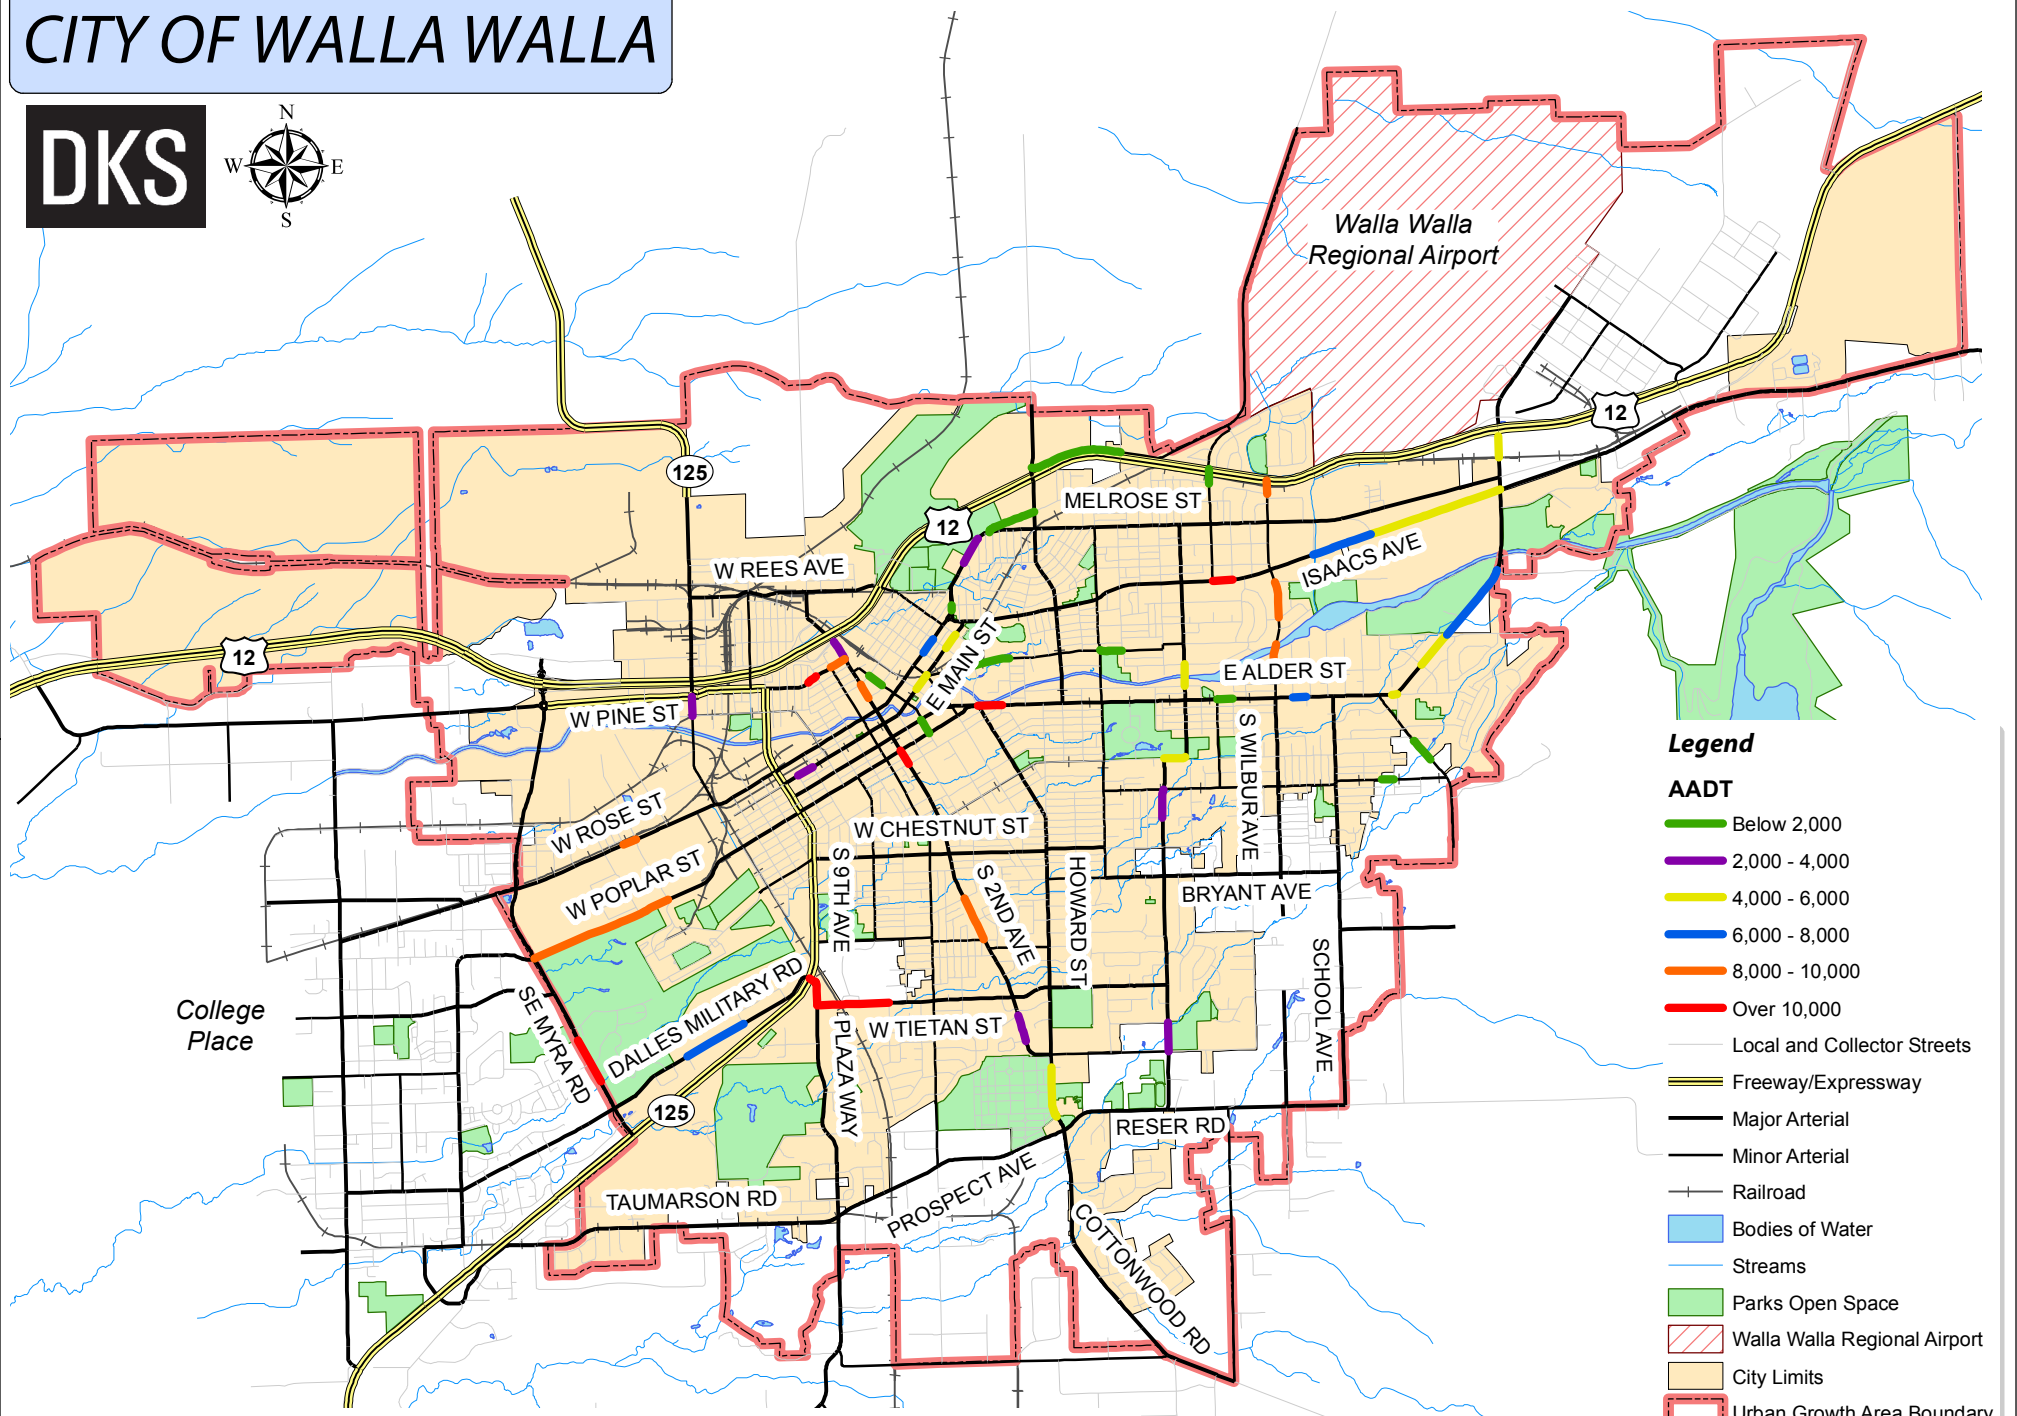 CITY OF WALLA WALLA
DKS
N
W
E
S
Walla Walla
Regional Airport
12
125
MELROSE ST
12
ISAACS AVE
W REES AVE
E MAIN ST
12
E ALDER ST
W PINE ST
S WILBUR AVE
W ROSE ST
W CHESTNUT ST
W POPLAR ST
S 9TH AVE
S 2ND AVE
HOWARD ST
BRYANT AVE
SCHOOL AVE
College
Place
SE MYRA RD
DALLES MILITARY RD
W TIETAN ST
PLAZA WAY
125
RESER RD
TAUMARSON RD
PROSPECT AVE
COTTONWOOD RD
Legend
AADT
Below 2,000
2,000 - 4,000
4,000 - 6,000
6,000 - 8,000
8,000 - 10,000
Over 10,000
Local and Collector Streets
Freeway/Expressway
Major Arterial
Minor Arterial
Railroad
Bodies of Water
Streams
Parks Open Space
Walla Walla Regional Airport
City Limits
Urban Growth Area Boundary